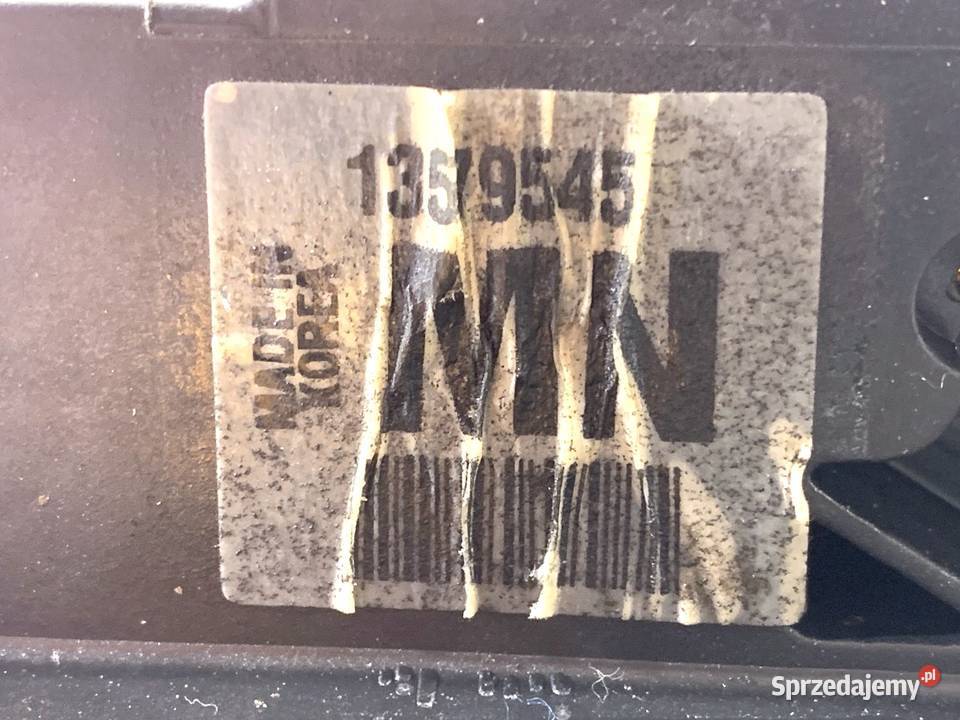 13579545
MADE IN
KOREA
MN
Sprzedajemy.pl